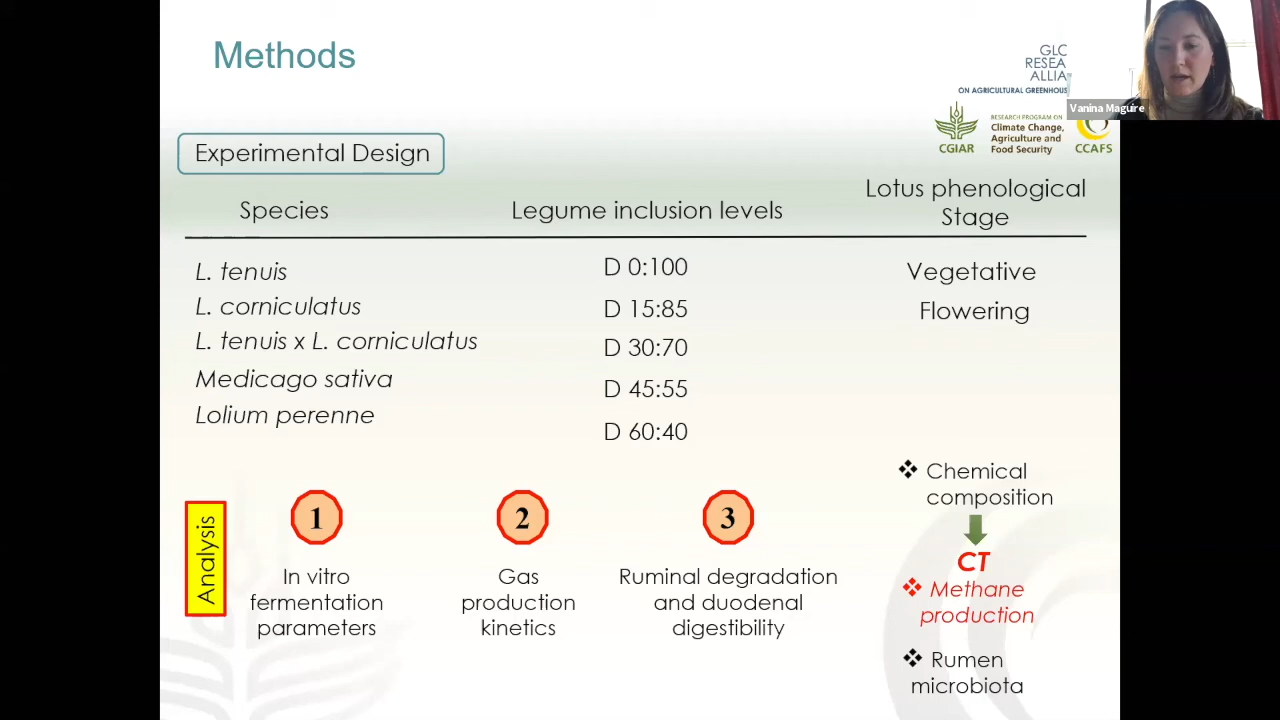 Methods
GLC
RESEA
ALLIA
ON AGRICULTURAL GREENHOUS
Vanina Maguire
CGIAR
RESEARCH PROGRAM ON
Climate Change,
Agriculture and
Food Security
CCAFS
Experimental Design
Species
Legume inclusion levels
Lotus phenological
Stage
L. tenuis
L. corniculatus
L. tenuis x L. corniculatus
Medicago sativa
Lolium perenne
D 0:100
D 15:85
D 30:70
D 45:55
D 60:40
Vegetative
Flowering
Analysis
1
In vitro
fermentation
parameters
2
Gas
production
kinetics
3
Ruminal degradation
and duodenal
digestibility
Chemical
composition
CT
Methane
production
Rumen
microbiota